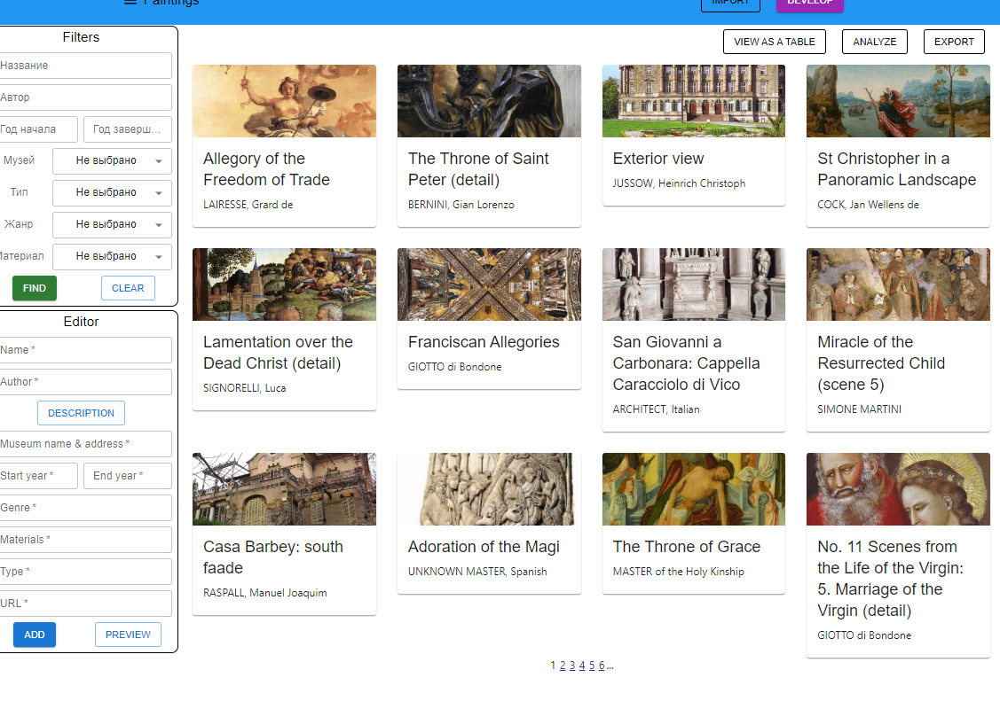 Paintings
IMPORT
DEVELOP
Filters
Название
Автор
Год начала
Год заверш...
Музей
Не выбрано
Тип
Не выбрано
Жанр
Не выбрано
Материал
Не выбрано
FIND
CLEAR
Editor
Name *
Author *
DESCRIPTION
Museum name & address *
Start year *
End year *
Genre *
Materials *
Type *
URL *
ADD
PREVIEW
VIEW AS A TABLE
ANALYZE
EXPORT
Allegory of the
Freedom of Trade
LAIRESSE, Grard de
The Throne of Saint
Peter (detail)
BERNINI, Gian Lorenzo
Exterior view
JUSSOW, Heinrich Christoph
St Christopher in a
Panoramic Landscape
COCK, Jan Wellens de
Lamentation over the
Dead Christ (detail)
SIGNORELLI, Luca
Franciscan Allegories
GIOTTO di Bondone
San Giovanni a
Carbonara: Cappella
Caracciolo di Vico
ARCHITECT, Italian
Miracle of the
Resurrected Child
(scene 5)
SIMONE MARTINI
Casa Barbey: south
faade
RASPALL, Manuel Joaquim
Adoration of the Magi
UNKNOWN MASTER, Spanish
The Throne of Grace
MASTER of the Holy Kinship
No. 11 Scenes from
the Life of the Virgin:
5. Marriage of the
Virgin (detail)
GIOTTO di Bondone
1 2 3 4 5 6 ...